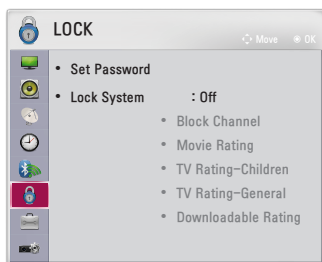 LOCK
Move OK
• Set Password
• Lock System : Off
• Block Channel
• Movie Rating
• TV Rating-Children
• TV Rating-General
• Downloadable Rating